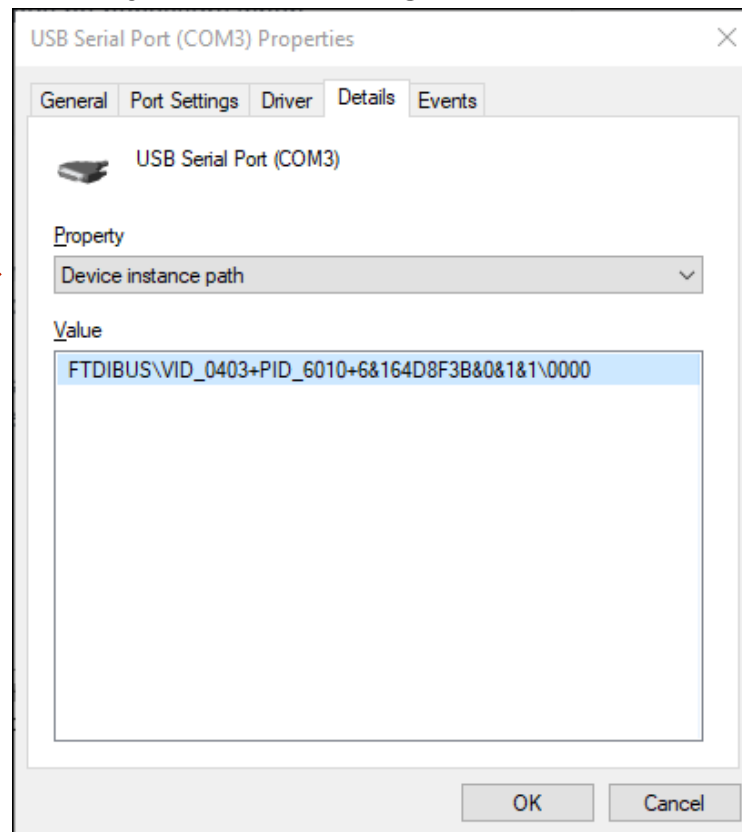 USB Serial Port (COM3) Properties
General Port Settings Driver Details Events
USB Serial Port (COM3)
Property
Device instance path
Value
FTDIBUS\VID_0403+PID_6010+6&164D8F3B&0&1&1\0000
OK Cancel